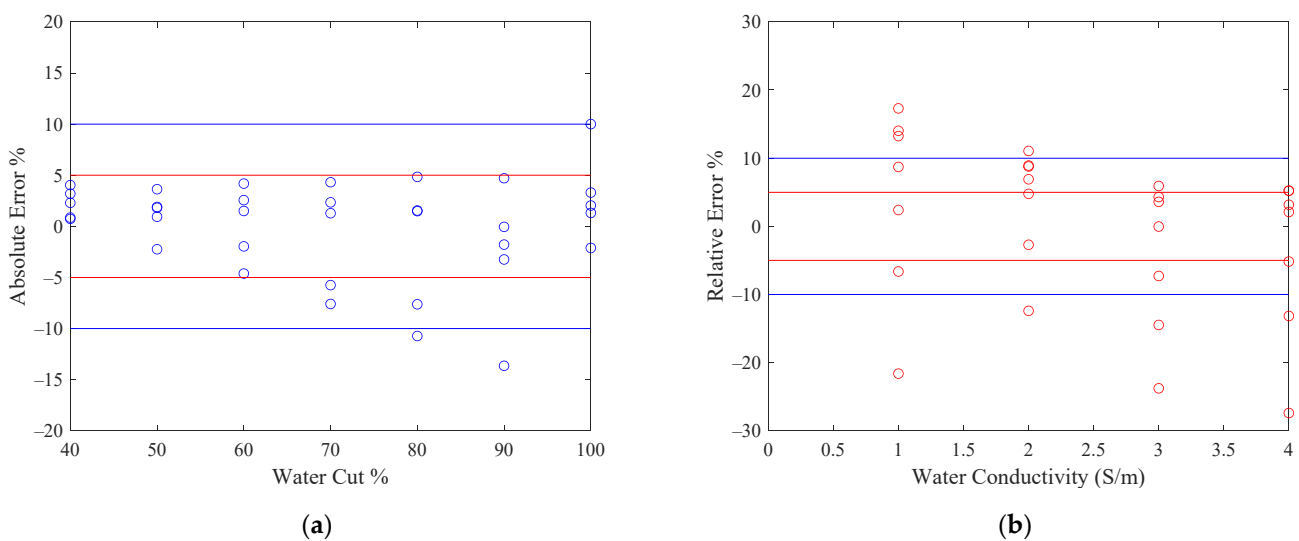 20
15
10
5
0
–5
–10
–15
–20
40 50 60 70 80 90 100
Absolute Error %
Water Cut %
(a)
30
20
10
0
–10
–20
–30
0 0.5 1 1.5 2 2.5 3 3.5 4
Relative Error %
Water Conductivity (S/m)
(b)